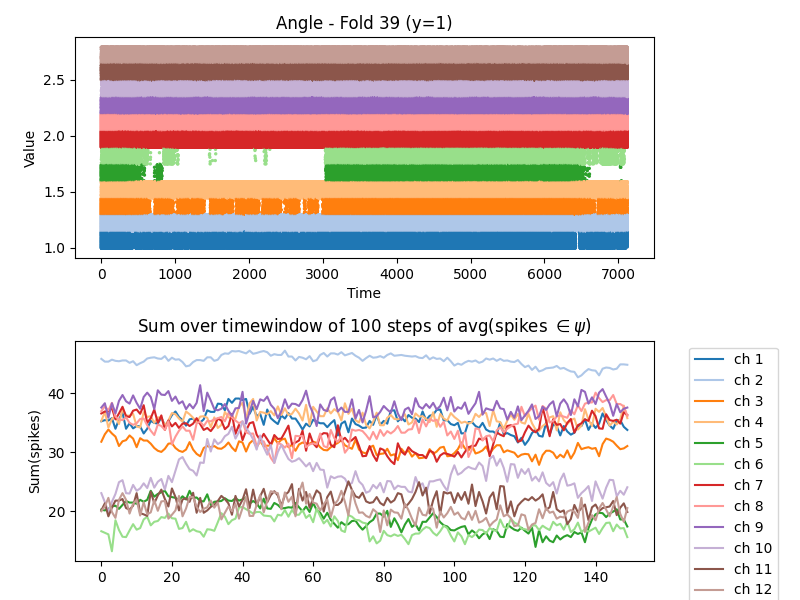 Angle - Fold 39 (y=1)
Value
2.5
2.0
1.5
1.0
0 1000 2000 3000 4000 5000 6000 7000
Time
Sum over timewindow of 100 steps of avg(spikes ∈ ψ)
Sum(spikes)
40
30
20
0 20 40 60 80 100 120 140
ch 1
ch 2
ch 3
ch 4
ch 5
ch 6
ch 7
ch 8
ch 9
ch 10
ch 11
ch 12